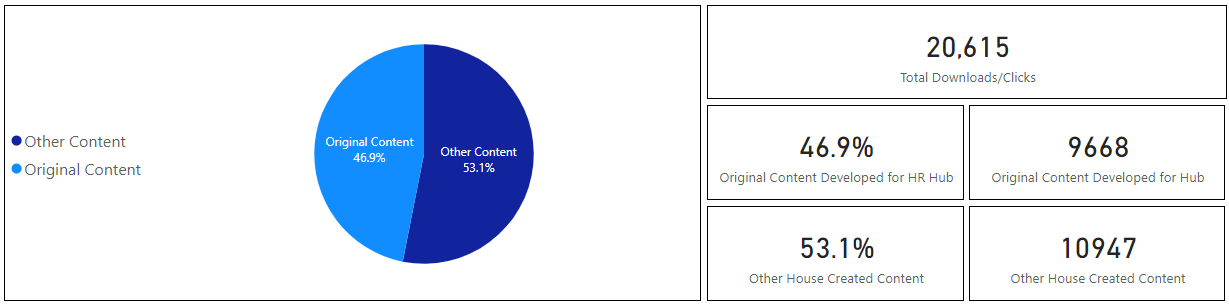 Other Content
Original Content
Original Content
46.9%
Other Content
53.1%
20,615
Total Downloads/Clicks
46.9%
Original Content Developed for HR Hub
9668
Original Content Developed for Hub
53.1%
Other House Created Content
10947
Other House Created Content